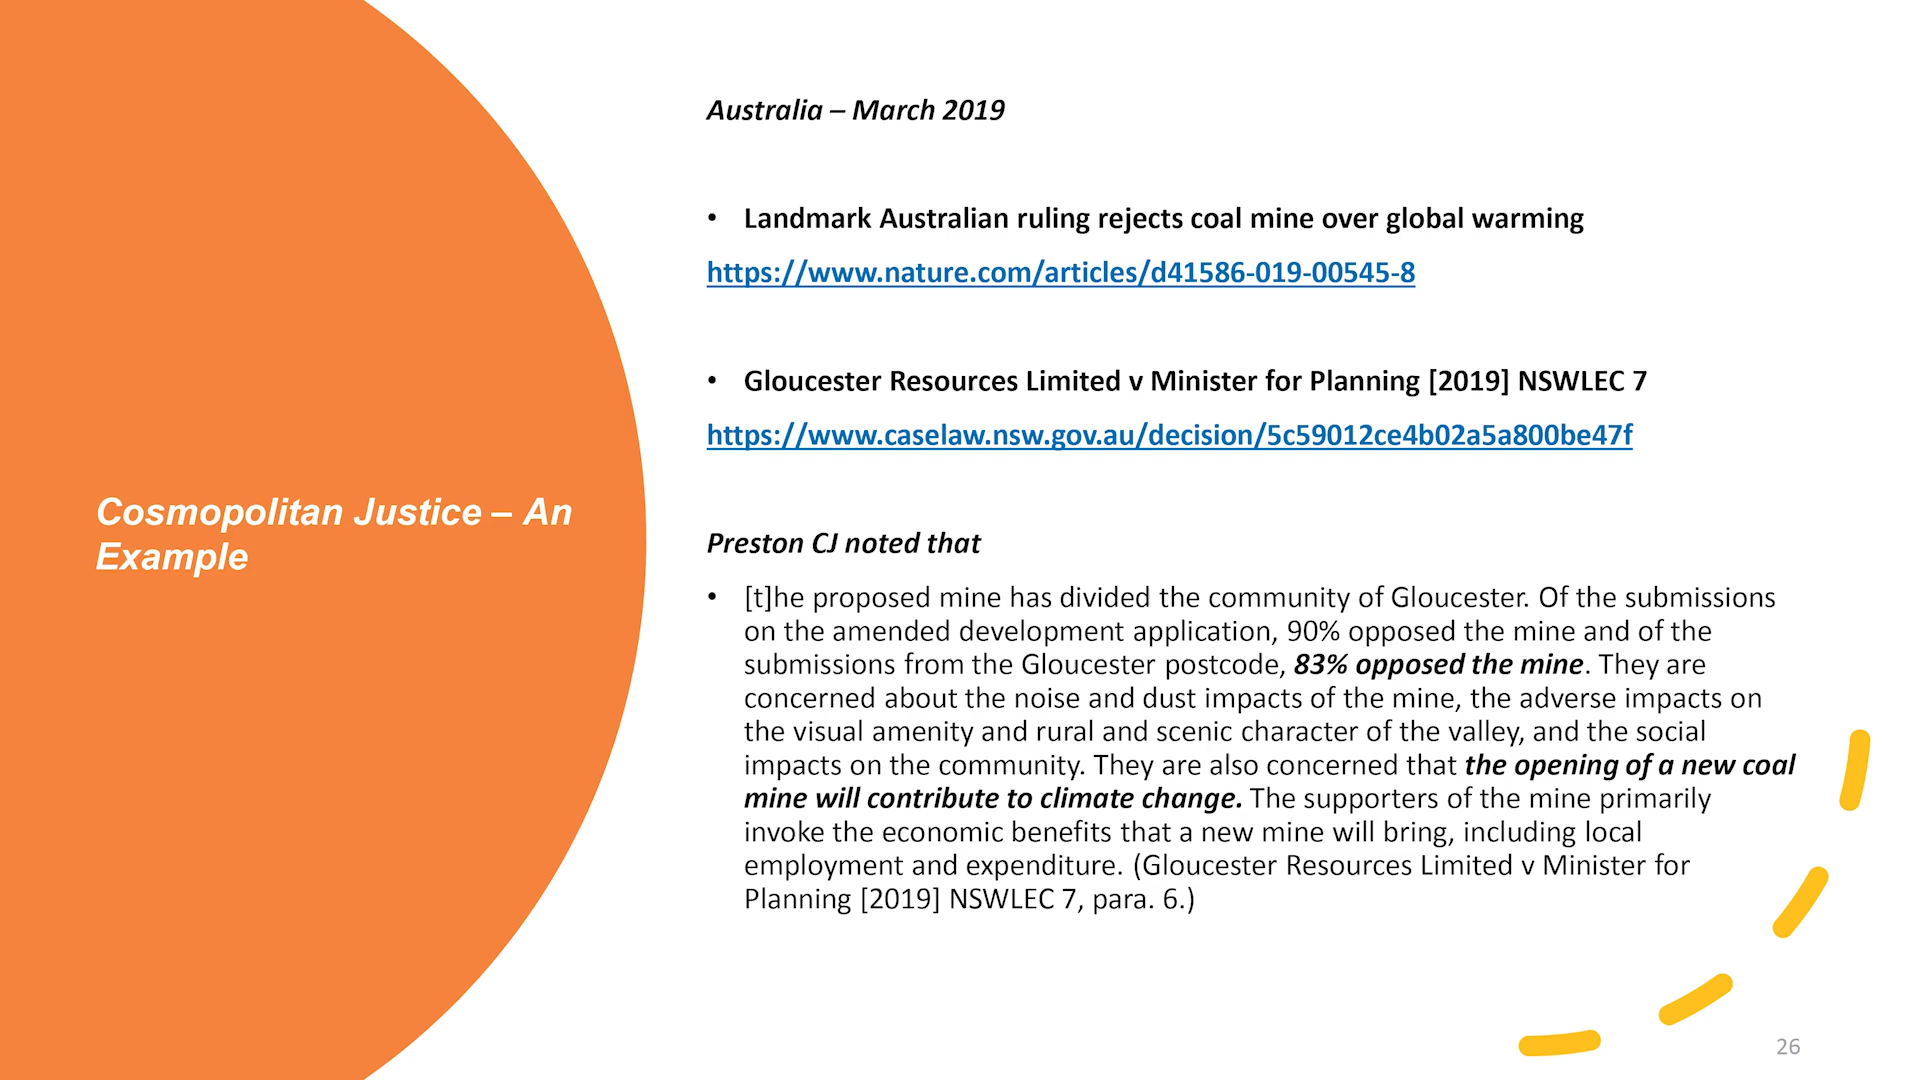 Cosmopolitan Justice – An
Example
Australia – March 2019
• Landmark Australian ruling rejects coal mine over global warming
https://www.nature.com/articles/d41586-019-00545-8
• Gloucester Resources Limited v Minister for Planning [2019] NSWLEC 7
https://www.caselaw.nsw.gov.au/decision/5c59012ce4b02a5a800be47f
Preston CJ noted that
• [t]he proposed mine has divided the community of Gloucester. Of the submissions
on the amended development application, 90% opposed the mine and of the
submissions from the Gloucester postcode, 83% opposed the mine. They are
concerned about the noise and dust impacts of the mine, the adverse impacts on
the visual amenity and rural and scenic character of the valley, and the social
impacts on the community. They are also concerned that the opening of a new coal
mine will contribute to climate change. The supporters of the mine primarily
invoke the economic benefits that a new mine will bring, including local
employment and expenditure. (Gloucester Resources Limited v Minister for
Planning [2019] NSWLEC 7, para. 6.)
26